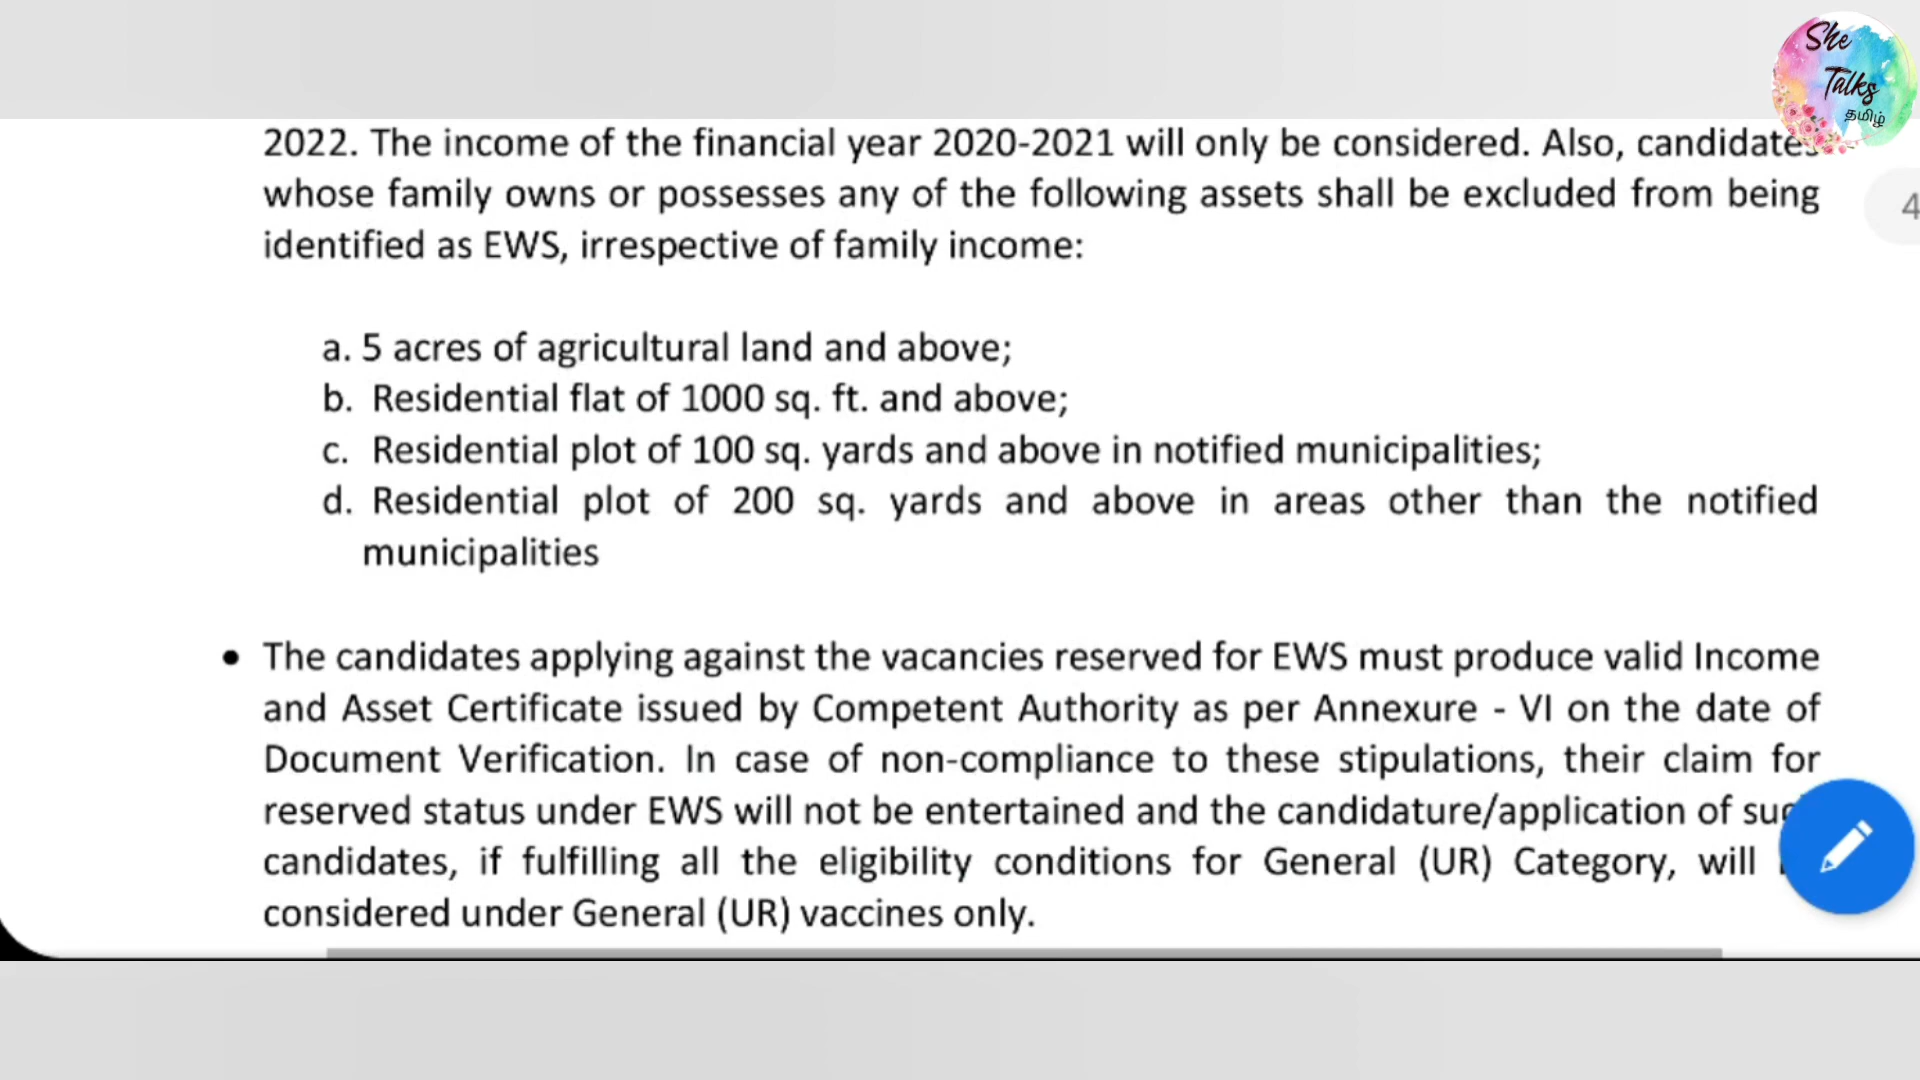 She
Talks
தமிழ்
2022. The income of the financial year 2020-2021 will only be considered. Also, candidates
whose family owns or possesses any of the following assets shall be excluded from being
4
identified as EWS, irrespective of family income:
a. 5 acres of agricultural land and above;
b. Residential flat of 1000 sq. ft. and above;
c. Residential plot of 100 sq. yards and above in notified municipalities;
d. Residential plot of 200 sq. yards and above in areas other than the notified
municipalities
• The candidates applying against the vacancies reserved for EWS must produce valid Income
and Asset Certificate issued by Competent Authority as per Annexure - VI on the date of
Document Verification. In case of non-compliance to these stipulations, their claim for
reserved status under EWS will not be entertained and the candidature/application of
candidates, if fulfilling all the eligibility conditions for General (UR) Category, will
considered under General (UR) vaccines only.